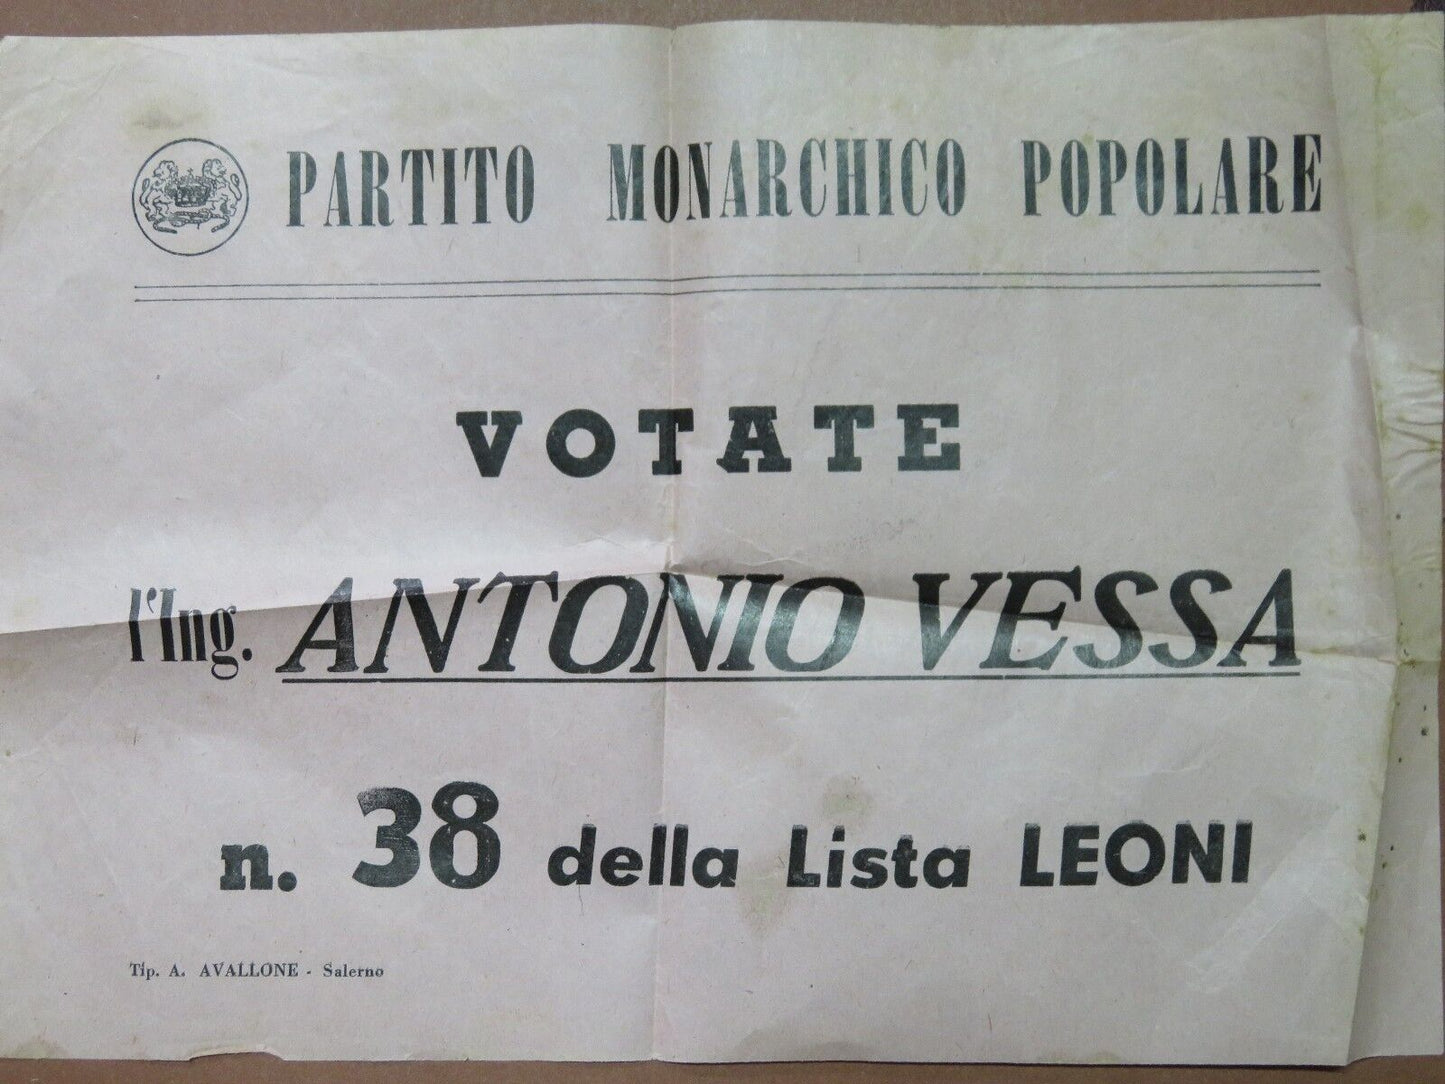 PARTITO MONARCHICO POPOLARE
VOTATE
l'Ing. ANTONIO VESSA
n. 38 della Lista LEONI
Tip. A. AVALLONE - Salerno